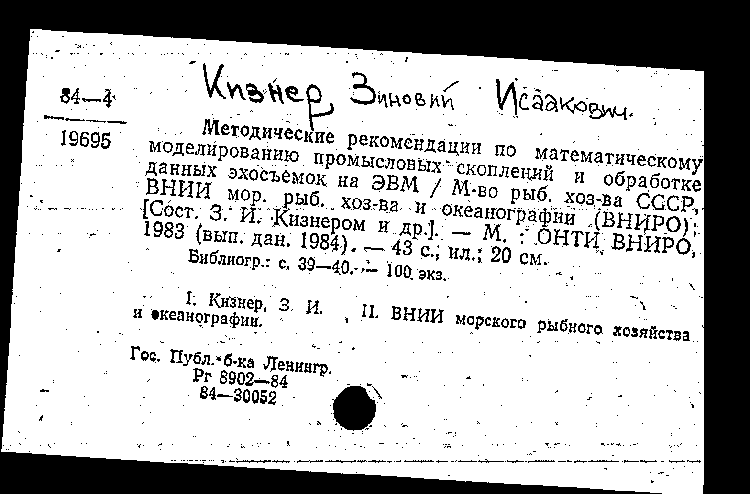 Кизнер Зиновий Исаакович.
84—4
19695
Методические рекомендации по математическому
моделированию промысловых скоплений и обработке
данных эхосъемок на ЭВМ / М-во рыб. хоз-ва СССР,
ВНИИ мор. рыб. хоз-ва и океанографии (ВНИРО);
[Сост. З. И. Кизнером и др.]. — М. : ОНТИ ВНИРО,
1983 (вып. дан. 1984). — 43 с.; ил.; 20 см.
Библиогр.: с. 39—40. — 100 экз.
I. Кизнер, З. И. , II. ВНИИ морского рыбного хозяйства
и океанографии.
Гос. Публ. б-ка Ленингр.
Рг 8902—84
84—30052